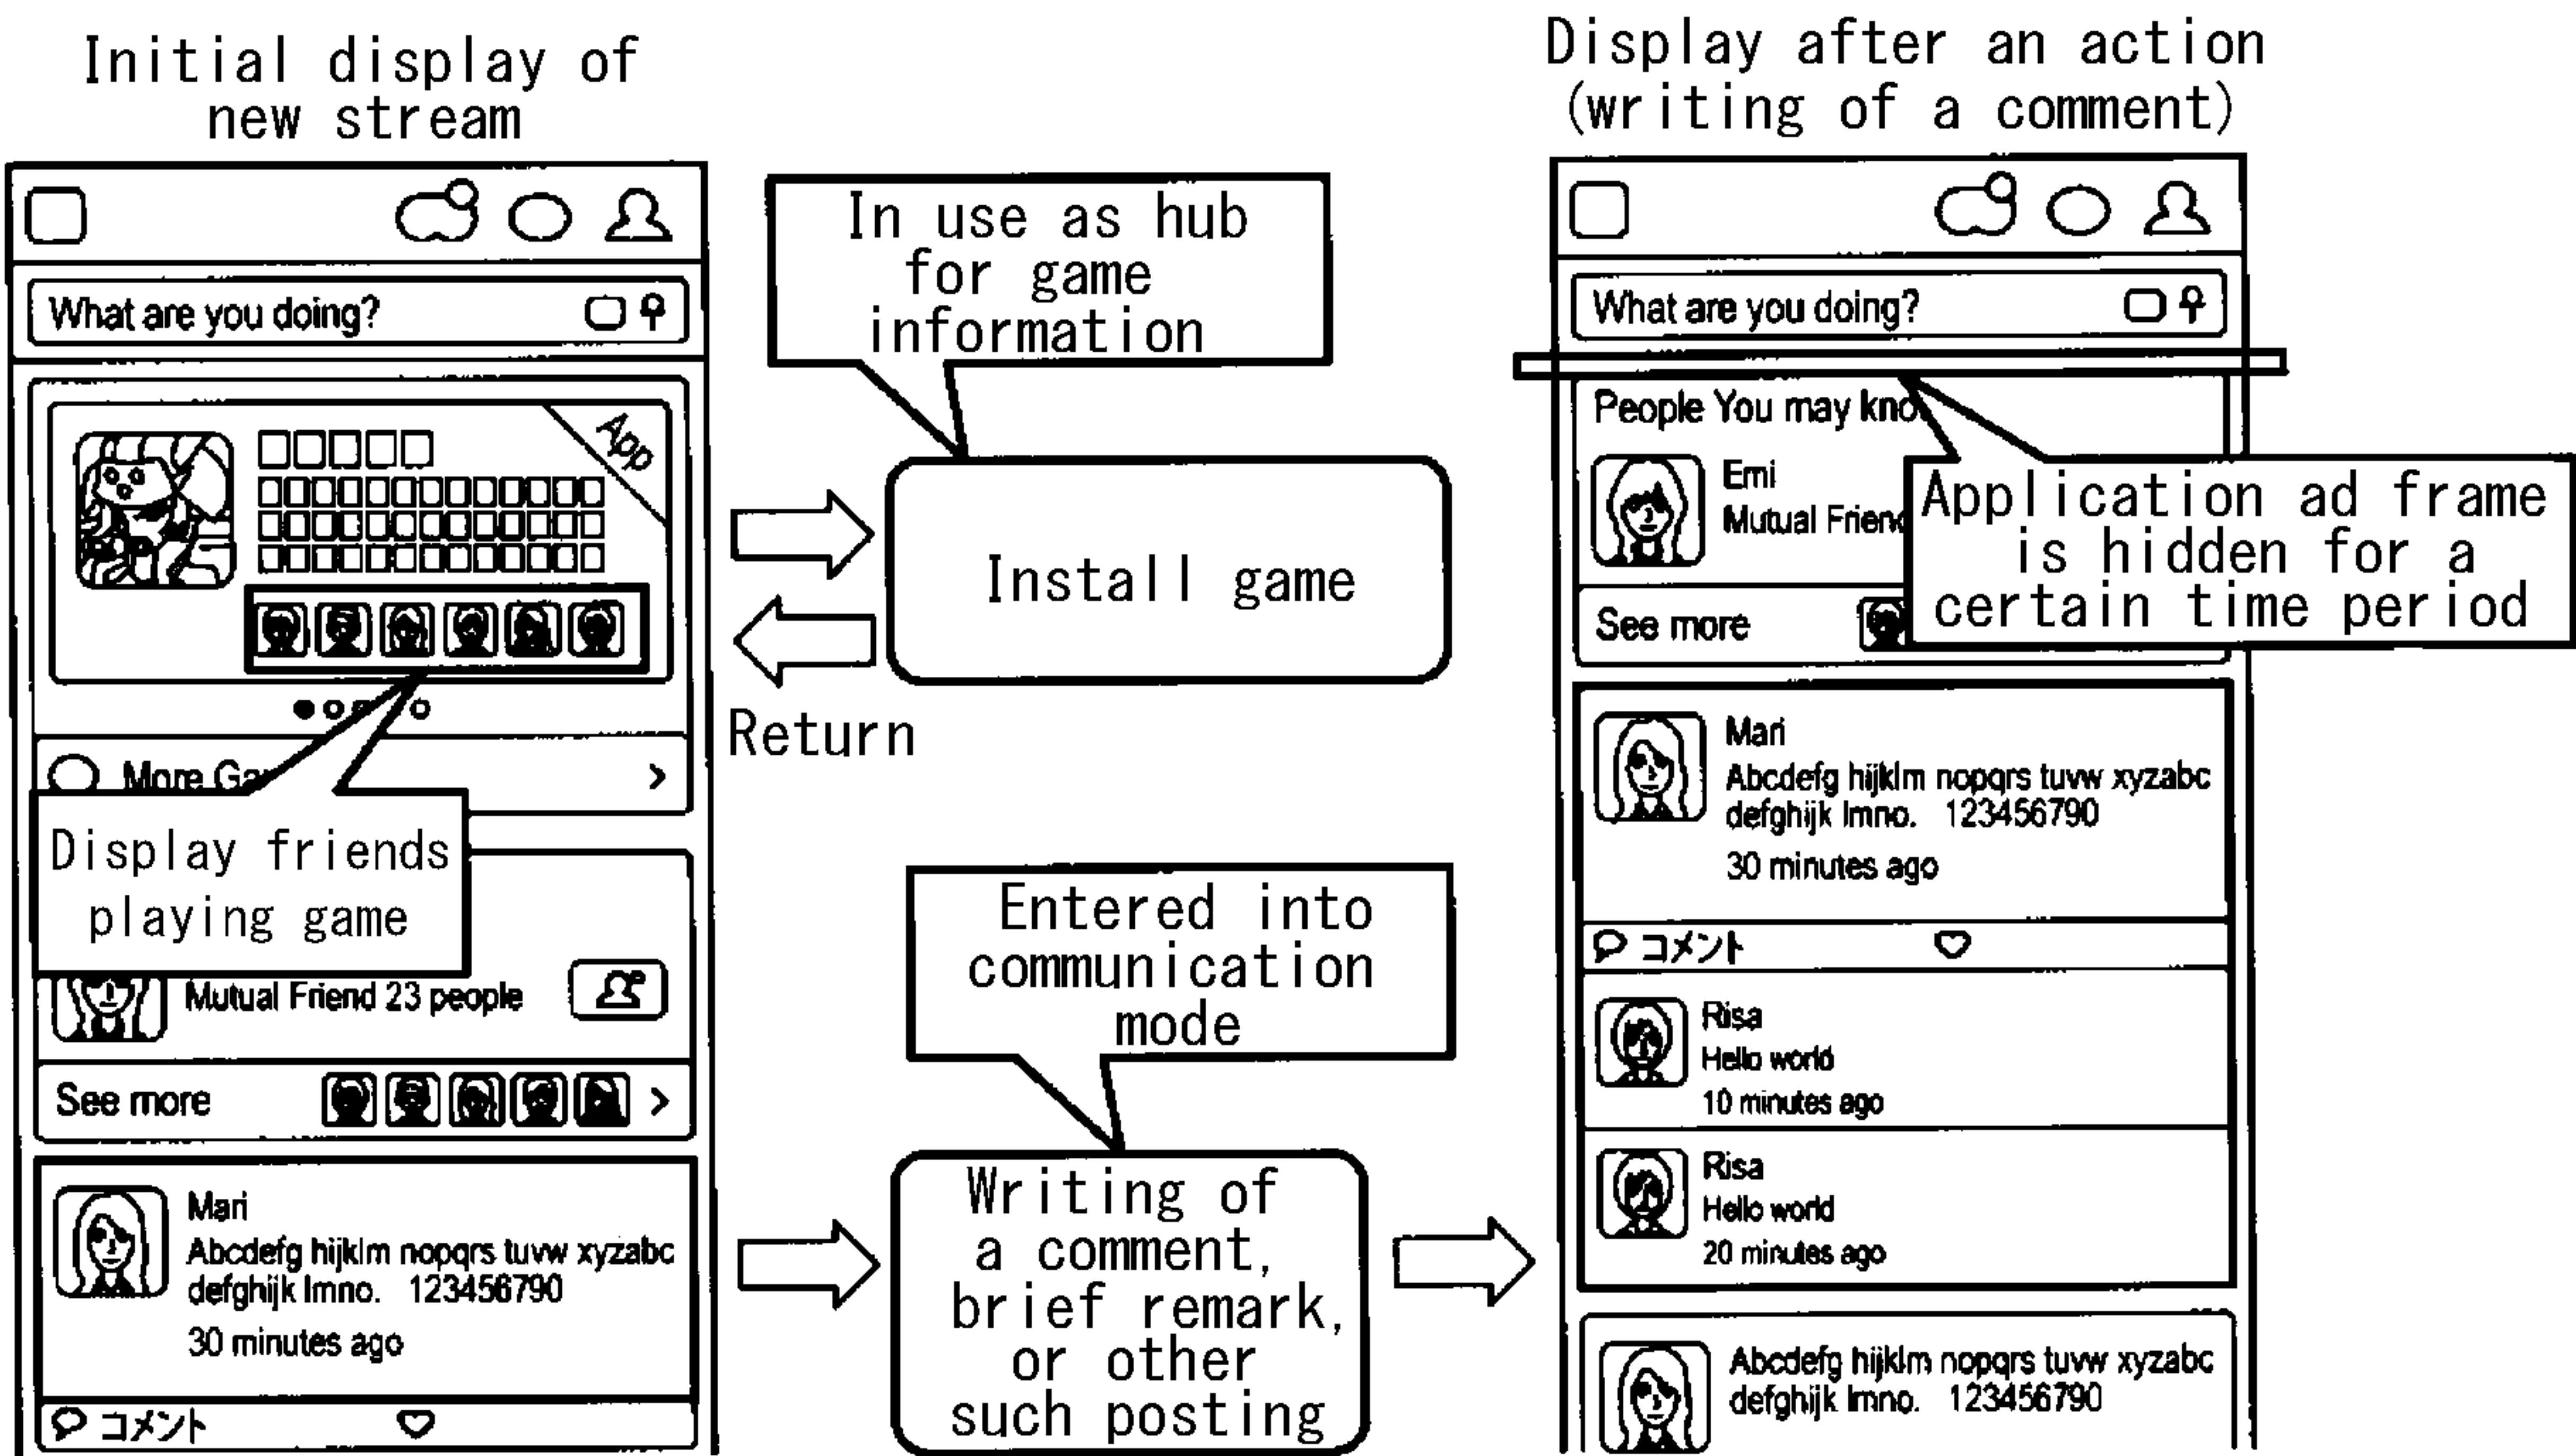 Initial display of
new stream
What are you doing?
App
More
Display friends
playing game
Mutual Friend 23 people
See more
Mari
Abcdefg hijklm nopqrs tuvw xyzabc
defghijk lmno. 123456790
30 minutes ago
コメント
In use as hub
for game
information
Install game
Return
Entered into
communication
mode
Writing of
a comment,
brief remark,
or other
such posting
Display after an action
(writing of a comment)
What are you doing?
People You may
Emi
Mutual
Application ad frame
is hidden for a
certain time period
See more
Mari
Abcdefg hijklm nopqrs tuvw xyzabc
defghijk lmno. 123456790
30 minutes ago
コメント
Risa
Hello world
10 minutes ago
Risa
Hello world
20 minutes ago
Abcdefg hijklm nopqrs tuvw xyzabc
defghijk lmno. 123456790